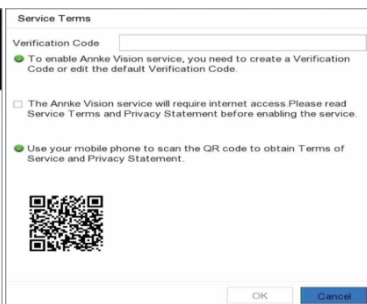 Service Terms
Verification Code
To enable Annke Vision service, you need to create a Verification
Code or edit the default Verification Code.
The Annke Vision service will require internet access.Please read
Service Terms and Privacy Statement before enabling the service.
Use your mobile phone to scan the QR code to obtain Terms of
Service and Privacy Statement.
OK
Cancel